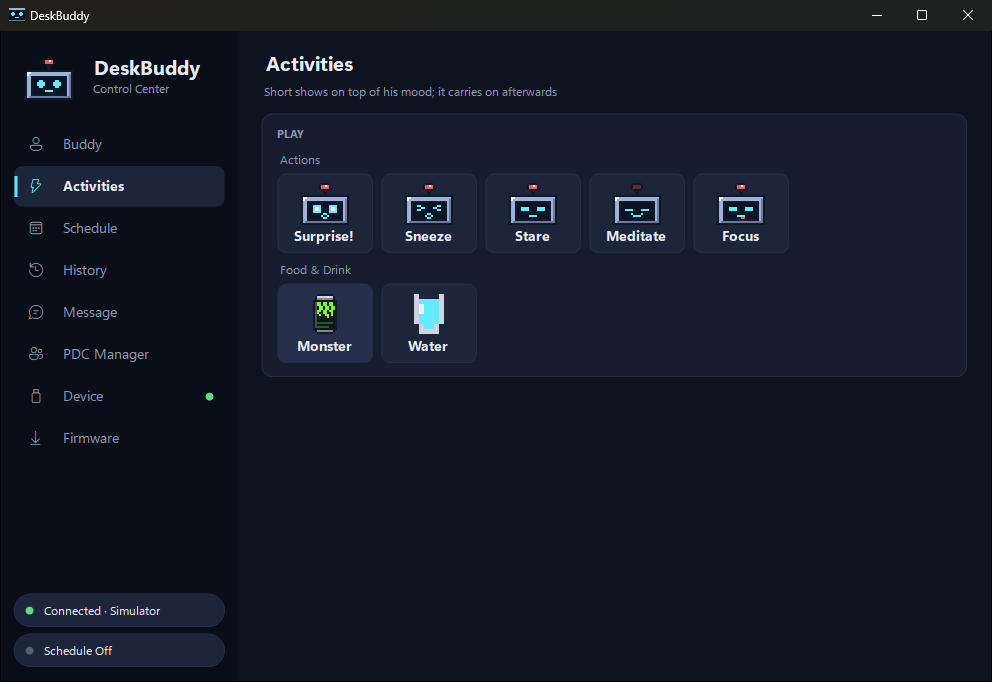 DeskBuddy
DeskBuddy
Control Center
Buddy
Activities
Schedule
History
Message
PDC Manager
Device
Firmware
Connected · Simulator
Schedule Off
Activities
Short shows on top of his mood; it carries on afterwards
PLAY
Actions
Surprise! Sneeze Stare Meditate Focus
Food & Drink
Monster Water